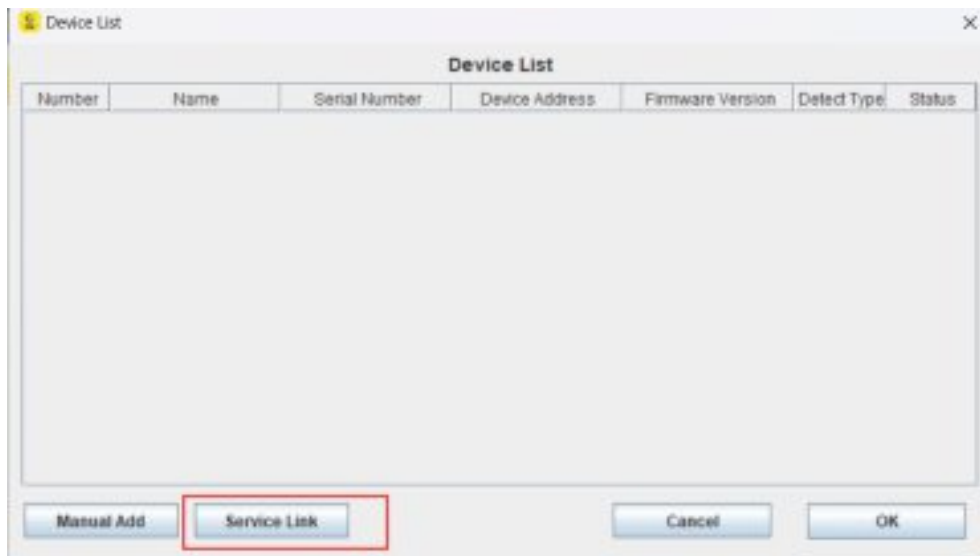 Device List
Device List
Number Name Serial Number Device Address Firmware Version Detect Type Status
Manual Add Service Link Cancel OK